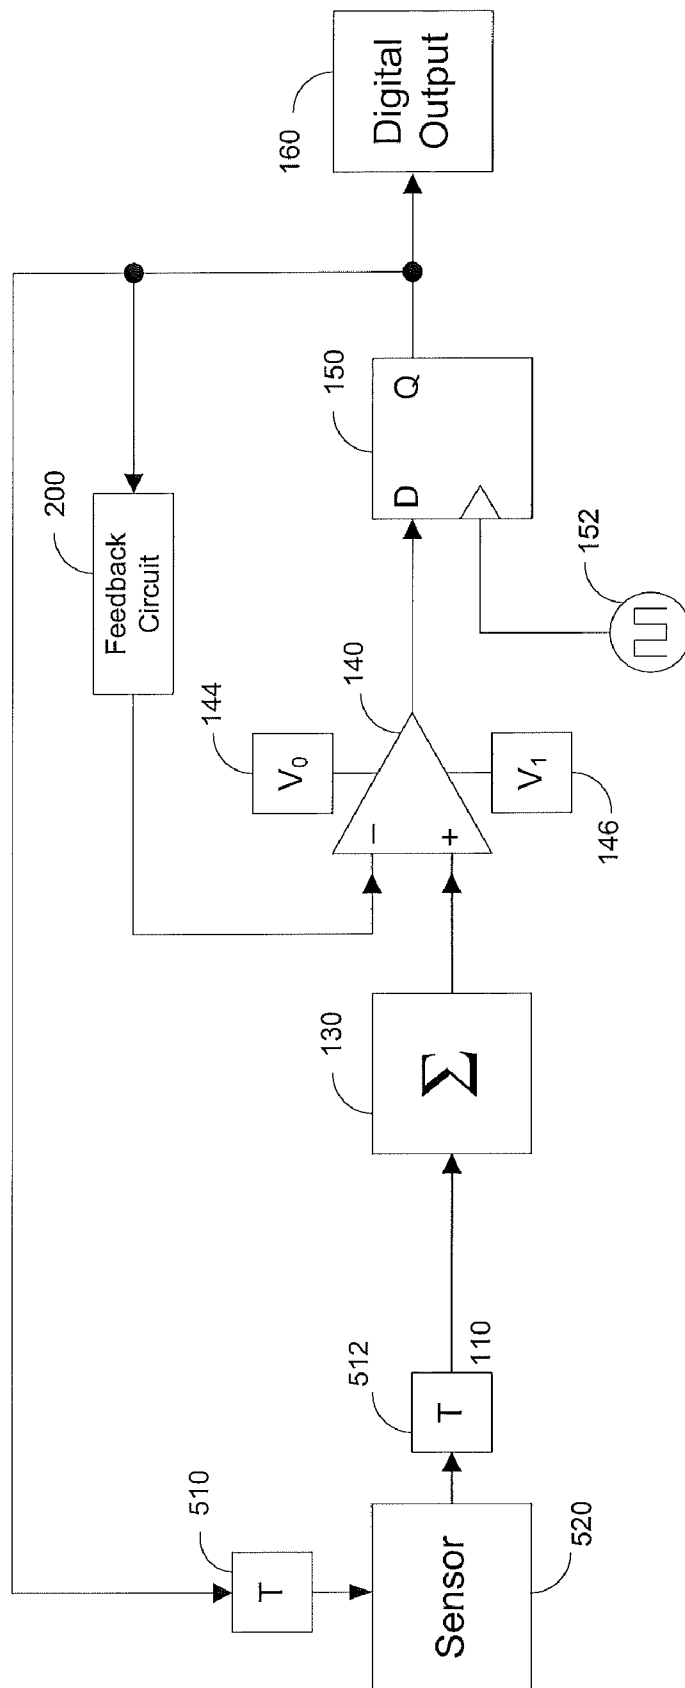 510
T
Sensor
520
512
T
110
130
Σ
200
Feedback
Circuit
144
V₀
140
−
+
V₁
146
150
D
Q
152
160
Digital
Output